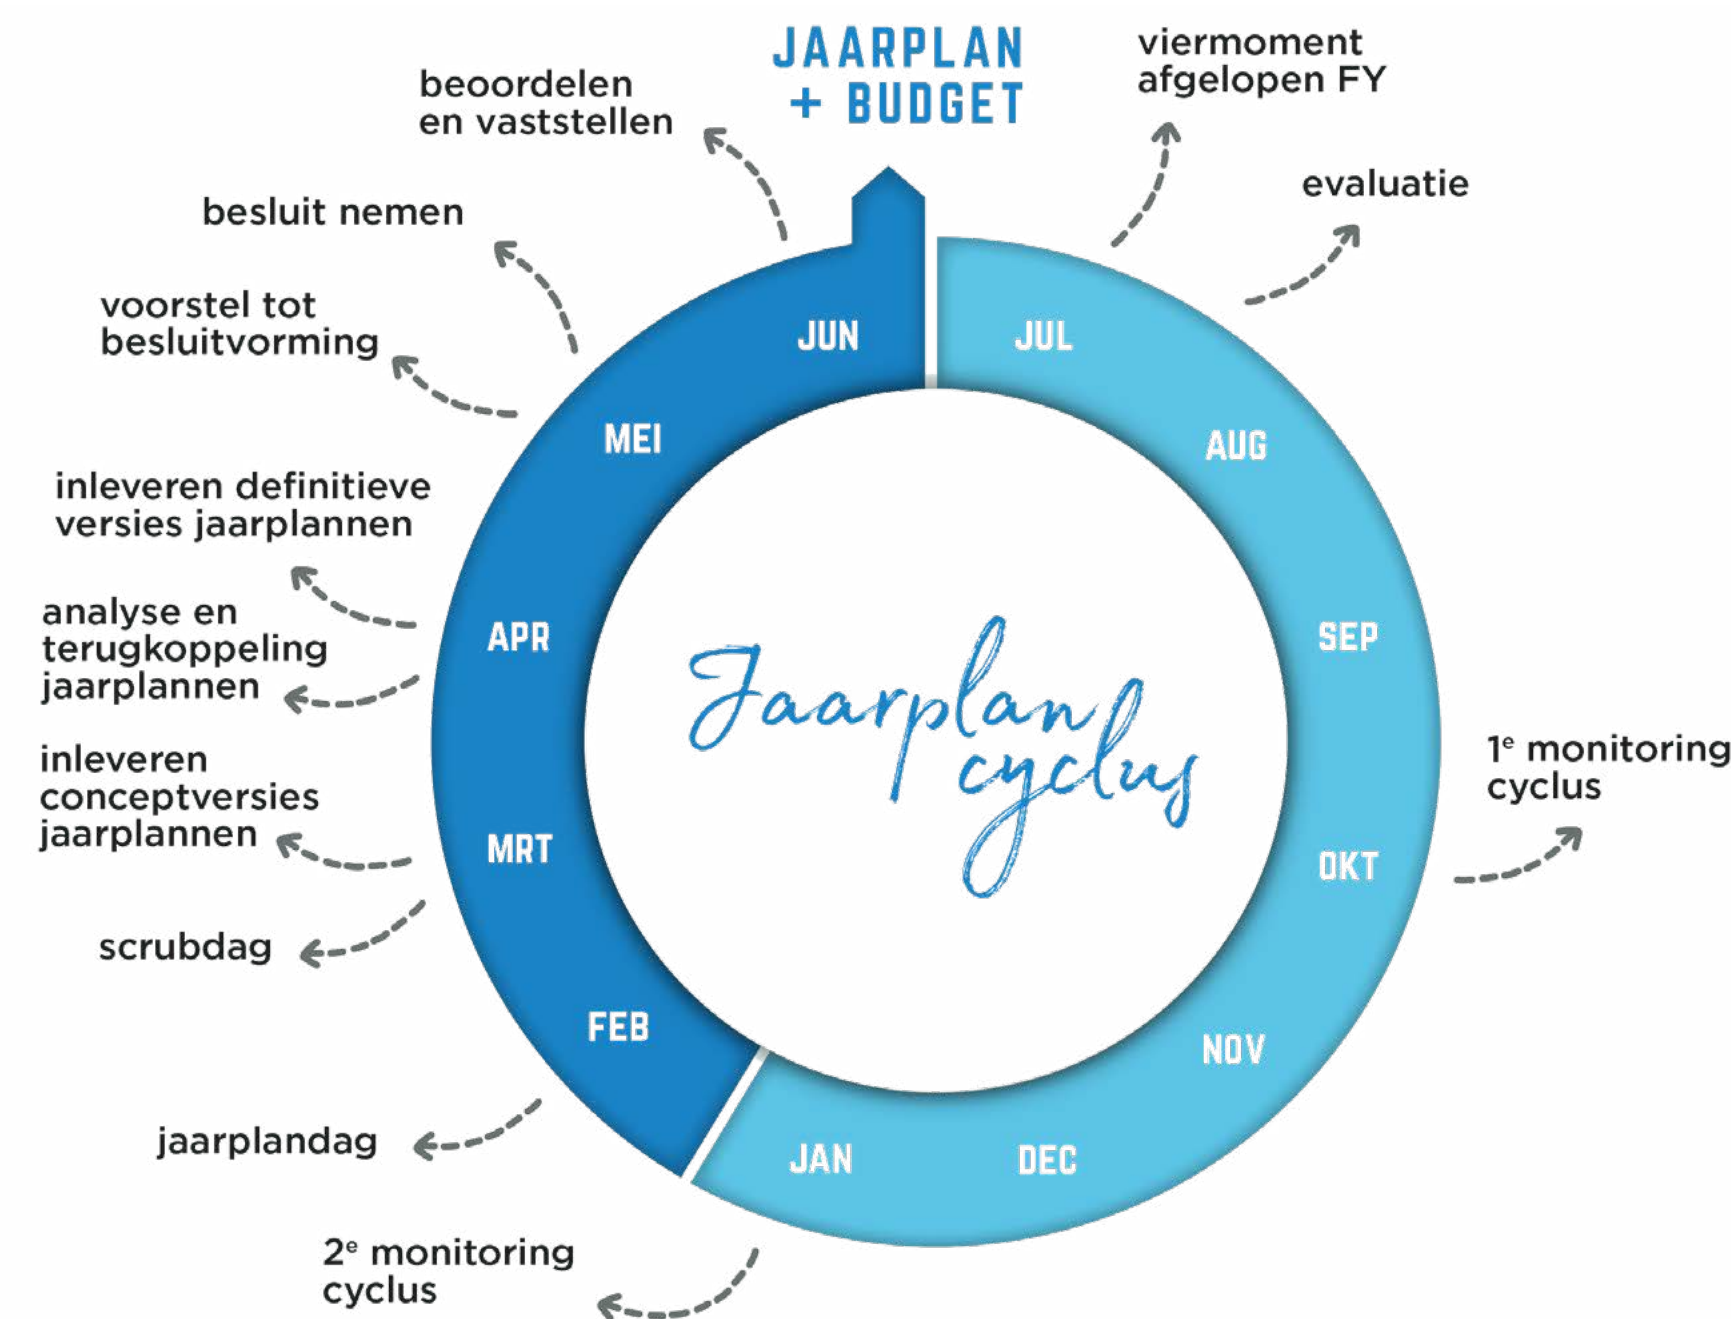 JAARPLAN
+ BUDGET
viermoment
afgelopen FY
evaluatie
1e monitoring
cyclus
2e monitoring
cyclus
jaarplandag
scrubdag
inleveren
conceptversies
jaarplannen
analyse en
terugkoppeling
jaarplannen
inleveren definitieve
versies jaarplannen
voorstel tot
besluitvorming
besluit nemen
beoordelen
en vaststellen
JUL
AUG
SEP
OKT
NOV
DEC
JAN
FEB
MRT
APR
MEI
JUN
Jaarplan
cyclus